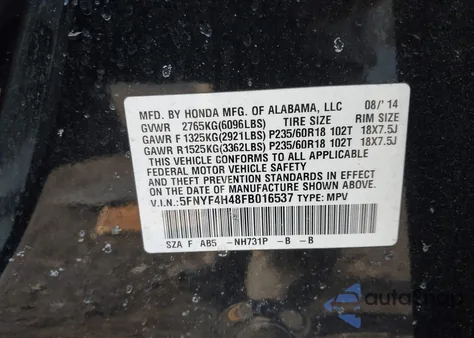 MFD. BY HONDA MFG. OF ALABAMA, LLC 08/'14
GVWR 2765KG(6096LBS) TIRE SIZE RIM SIZE
GAWR F 1325KG(2921LBS) P235/60R18 102T 18X7.5J
GAWR R1525KG(3362LBS) P235/60R18 102T 18X7.5J
THIS VEHICLE CONFORMS TO ALL APPLICABLE
FEDERAL MOTOR VEHICLE SAFETY AND
THEFT PREVENTION STANDARDS IN EFFECT ON
THE DATE OF MANUFACTURE SHOWN ABOVE.
V.I.N.:5FNYF4H48FB016537 TYPE: MPV
SZA F AB5 -NH731P -B -B